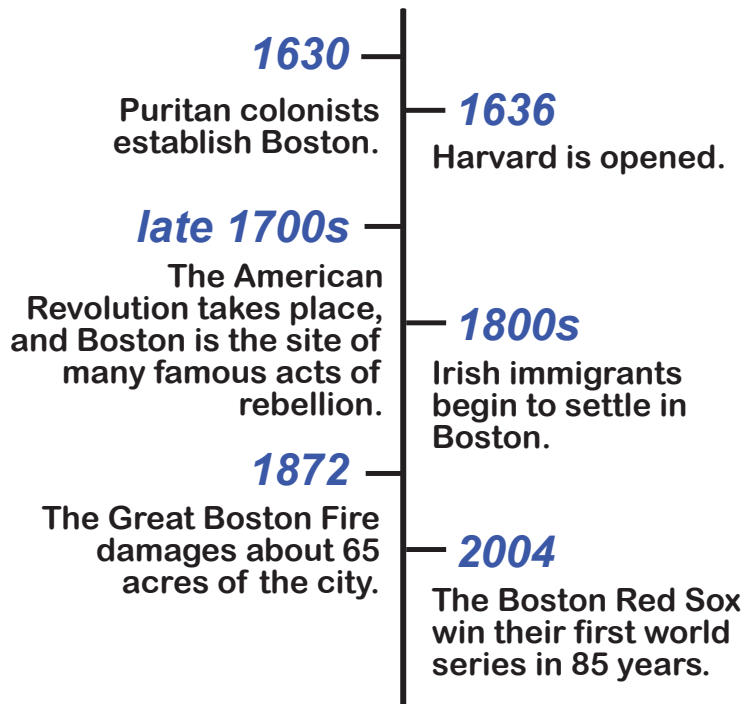 1630
Puritan colonists
establish Boston.
1636
Harvard is opened.
late 1700s
The American
Revolution takes place,
and Boston is the site of
many famous acts of
rebellion.
1800s
Irish immigrants
begin to settle in
Boston.
1872
The Great Boston Fire
damages about 65
acres of the city.
2004
The Boston Red Sox
win their first world
series in 85 years.